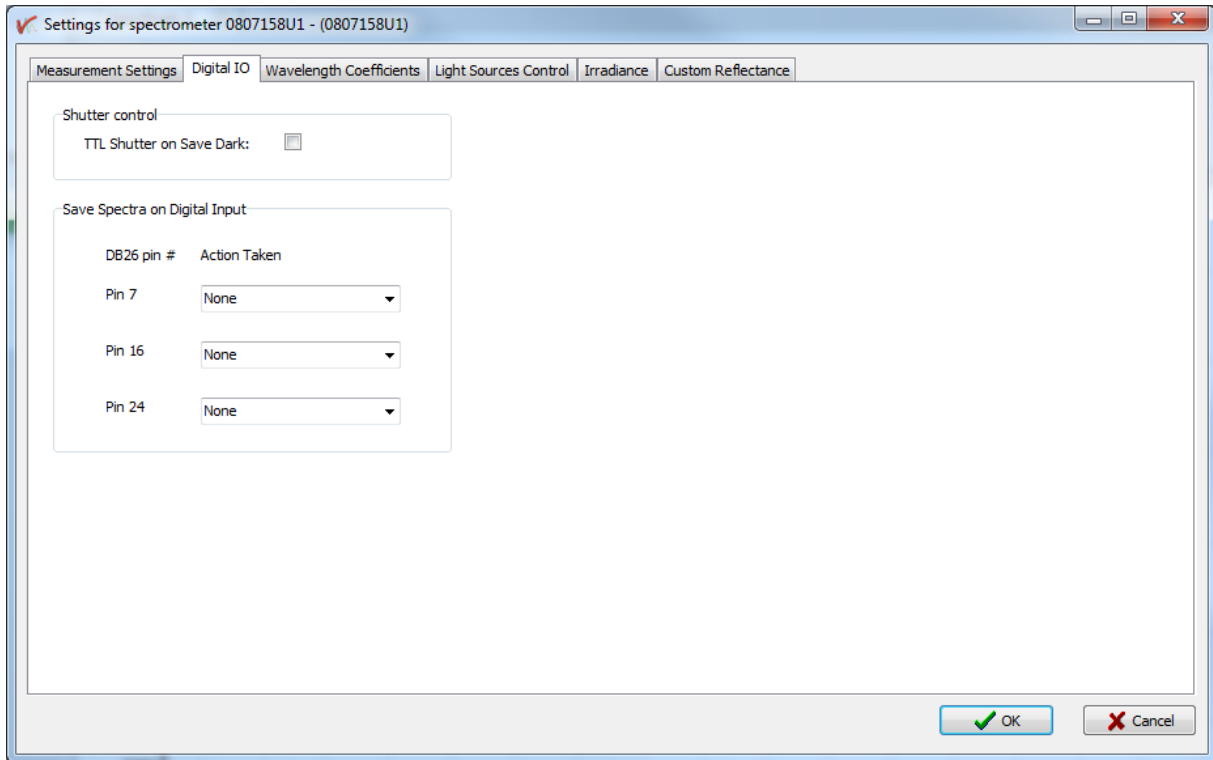 Settings for spectrometer 0807158U1 - (0807158U1)
Measurement Settings Digital IO Wavelength Coefficients Light Sources Control Irradiance Custom Reflectance
Shutter control
TTL Shutter on Save Dark:
Save Spectra on Digital Input
DB26 pin # Action Taken
Pin 7 None
Pin 16 None
Pin 24 None
OK Cancel